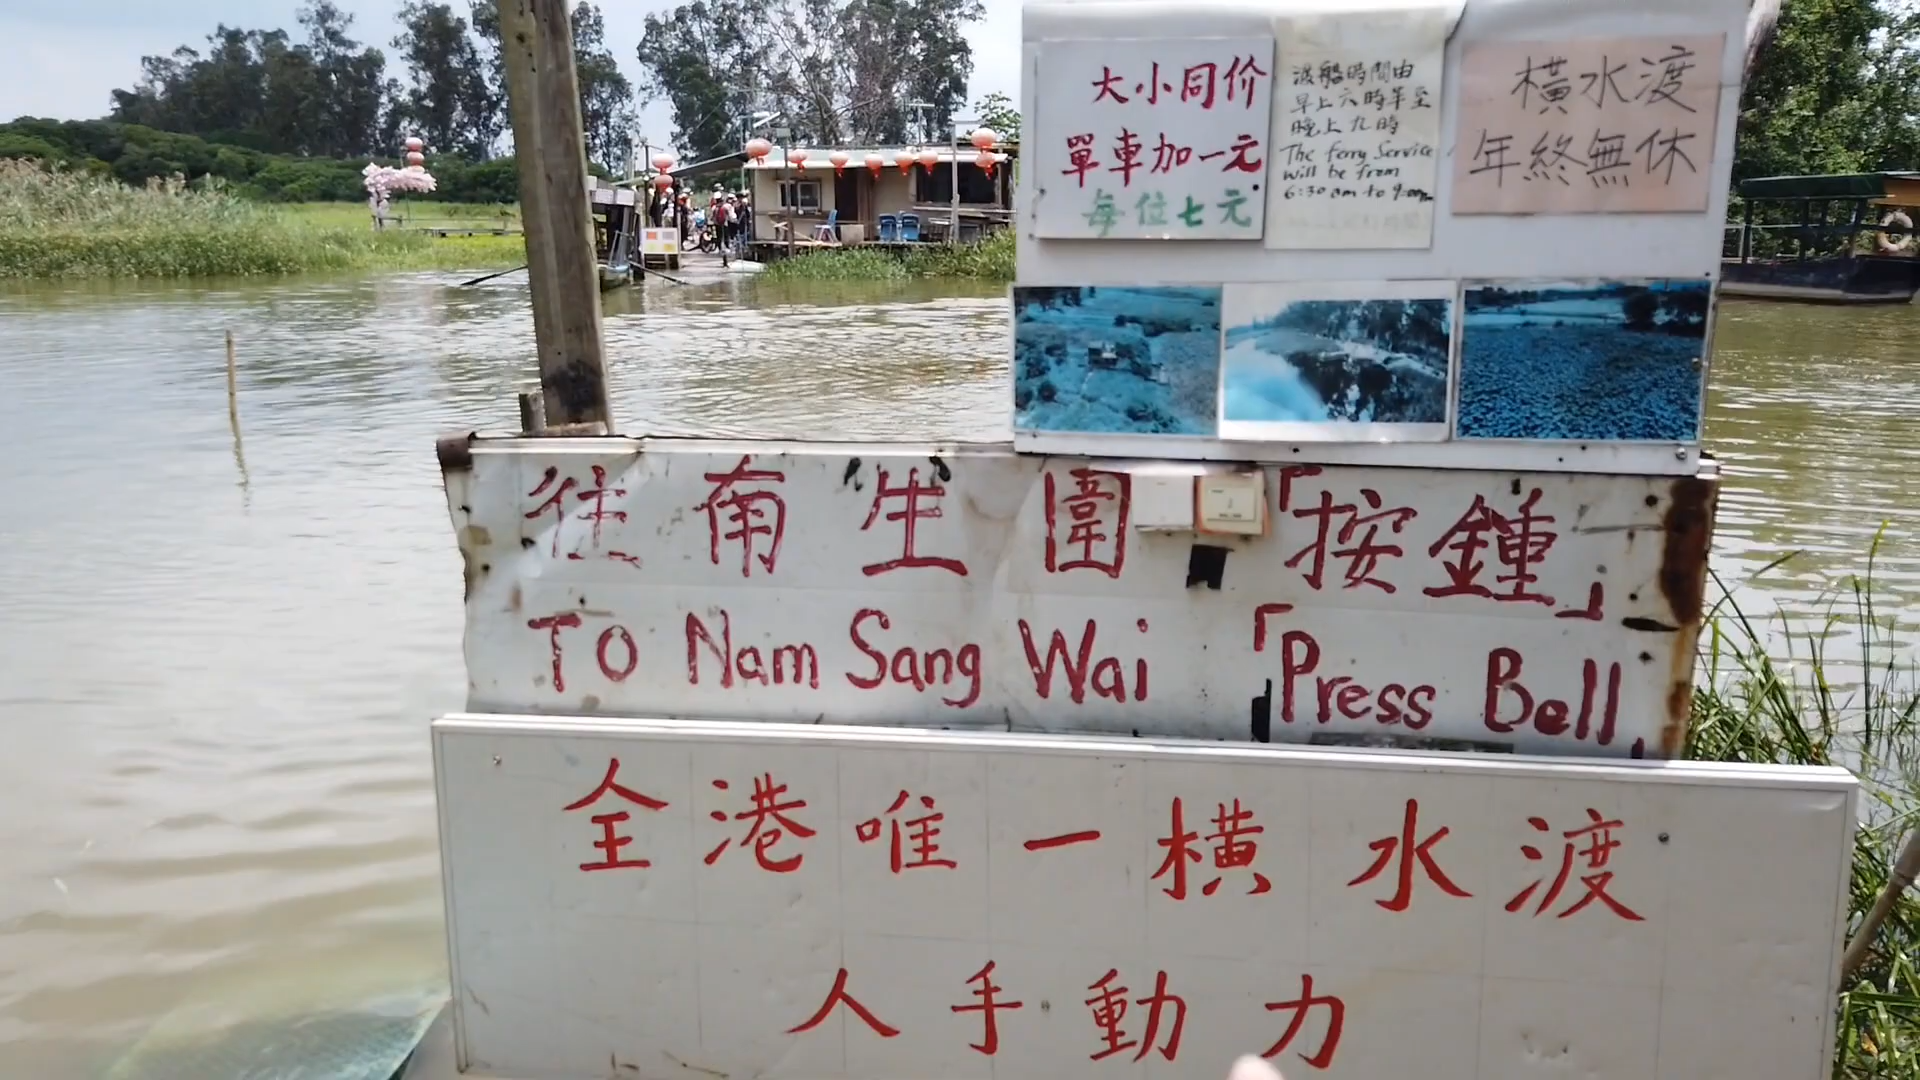 大小同价
單車加一元
每位七元
渡船時間由
早上六時半至
晚上九時
The ferry Service
will be from
6:30 am to 9:00pm
橫水渡
年終無休
往南生圍「按鍾」
To Nam Sang Wai「Press Bell」
全港唯一橫水渡
人手動力